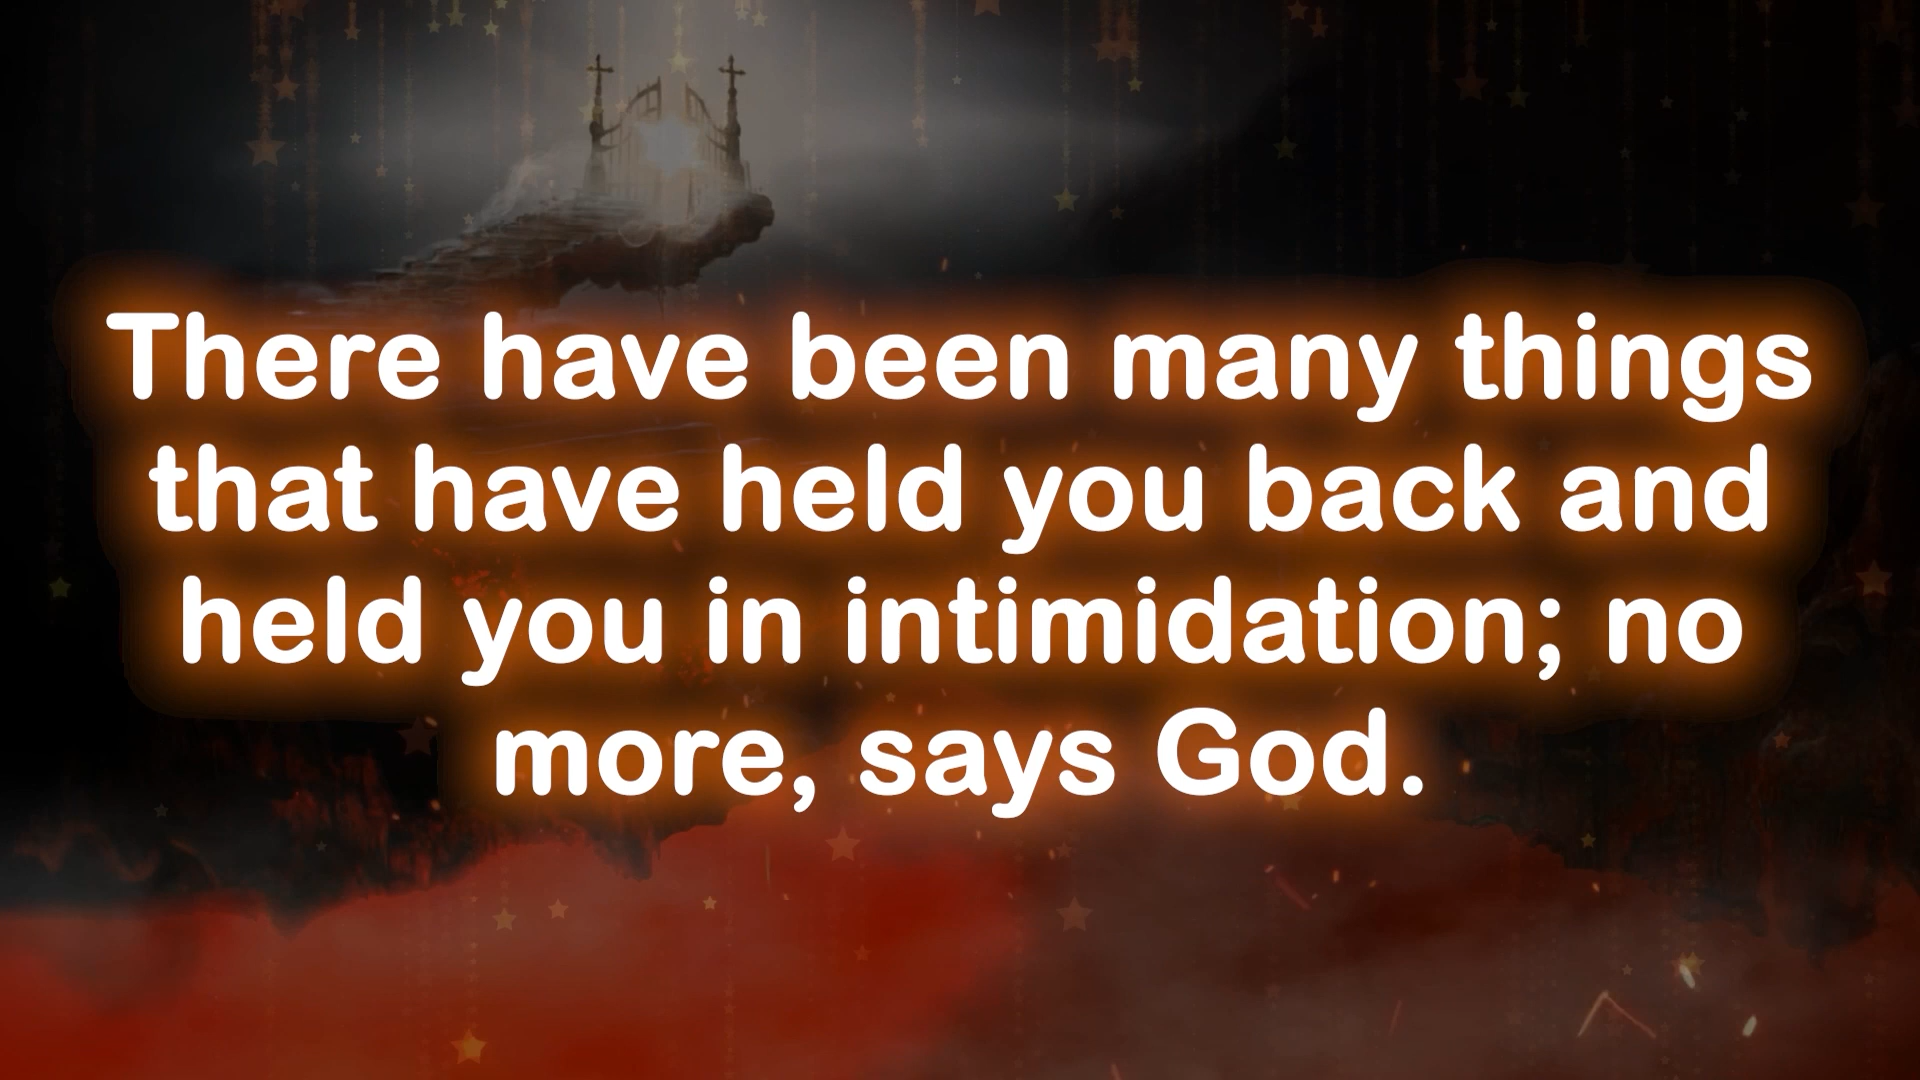 There have been many things
that have held you back and
held you in intimidation; no
more, says God.